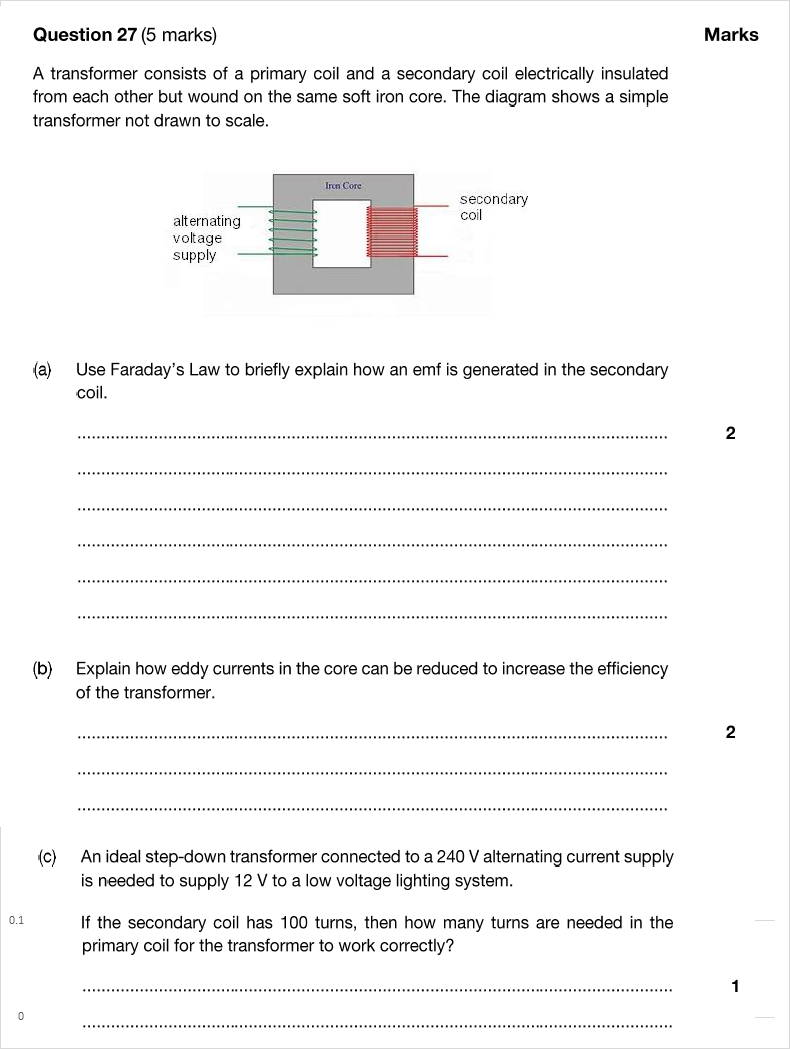 Question 27 (5 marks) Marks
A transformer consists of a primary coil and a secondary coil electrically insulated
from each other but wound on the same soft iron core. The diagram shows a simple
transformer not drawn to scale.
Iron Core
alternating
voltage
supply
secondary
coil
(a) Use Faraday's Law to briefly explain how an emf is generated in the secondary
coil.
2
(b) Explain how eddy currents in the core can be reduced to increase the efficiency
of the transformer.
2
(c) An ideal step-down transformer connected to a 240 V alternating current supply
is needed to supply 12 V to a low voltage lighting system.
0.1
If the secondary coil has 100 turns, then how many turns are needed in the
primary coil for the transformer to work correctly?
1
0